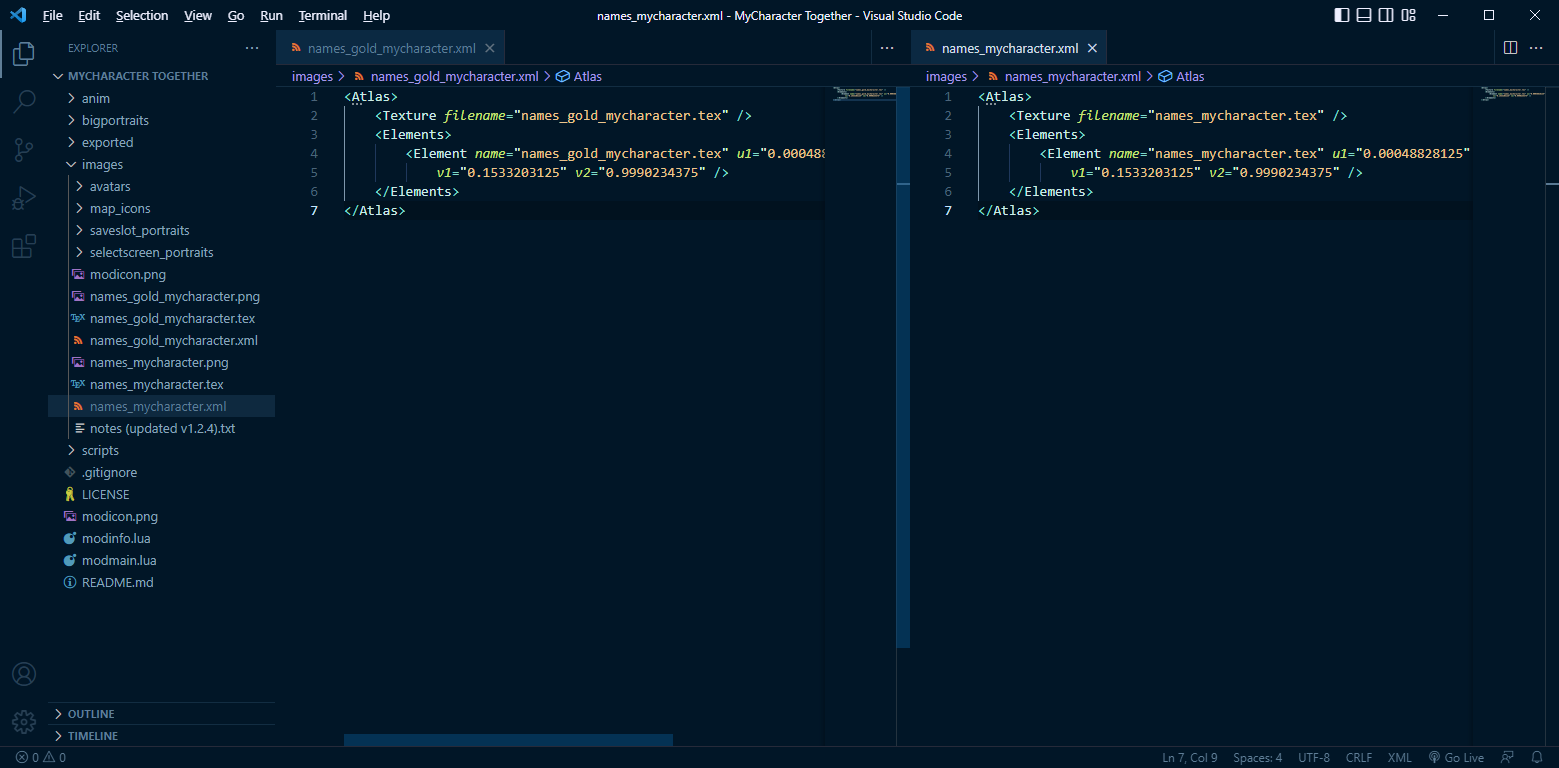 File Edit Selection View Go Run Terminal Help
names_mycharacter.xml - MyCharacter Together - Visual Studio Code
EXPLORER
MYCHARACTER TOGETHER
anim
bigportraits
exported
images
avatars
map_icons
saveslot_portraits
selectscreen_portraits
modicon.png
names_gold_mycharacter.png
names_gold_mycharacter.tex
names_gold_mycharacter.xml
names_mycharacter.png
names_mycharacter.tex
names_mycharacter.xml
notes (updated v1.2.4).txt
scripts
.gitignore
LICENSE
modicon.png
modinfo.lua
modmain.lua
README.md
OUTLINE
TIMELINE
names_gold_mycharacter.xml
images > names_gold_mycharacter.xml > Atlas
1 <Atlas>
2 <Texture filename="names_gold_mycharacter.tex" />
3 <Elements>
4 <Element name="names_gold_mycharacter.tex" u1="0.00048
5 v1="0.1533203125" v2="0.9990234375" />
6 </Elements>
7 </Atlas>
names_mycharacter.xml
images > names_mycharacter.xml > Atlas
1 <Atlas>
2 <Texture filename="names_mycharacter.tex" />
3 <Elements>
4 <Element name="names_mycharacter.tex" u1="0.00048828125"
5 v1="0.1533203125" v2="0.9990234375" />
6 </Elements>
7 </Atlas>
0 0
Ln 7, Col 9 Spaces: 4 UTF-8 CRLF XML Go Live